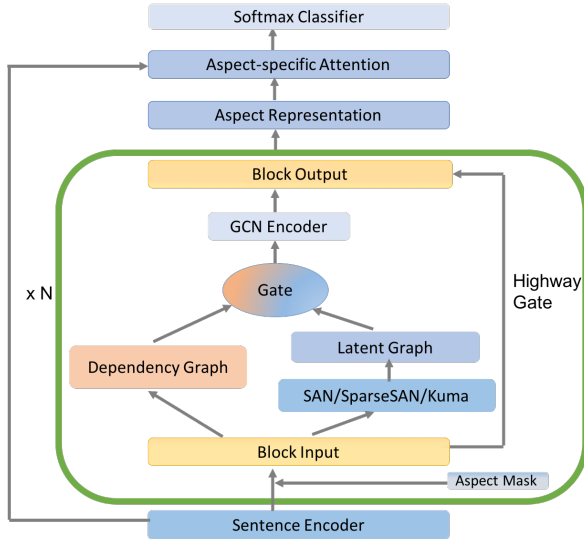 Softmax Classifier
Aspect-specific Attention
Aspect Representation
Block Output
GCN Encoder
Gate
x N
Highway
Gate
Latent Graph
Dependency Graph
SAN/SparseSAN/Kuma
Block Input
Aspect Mask
Sentence Encoder